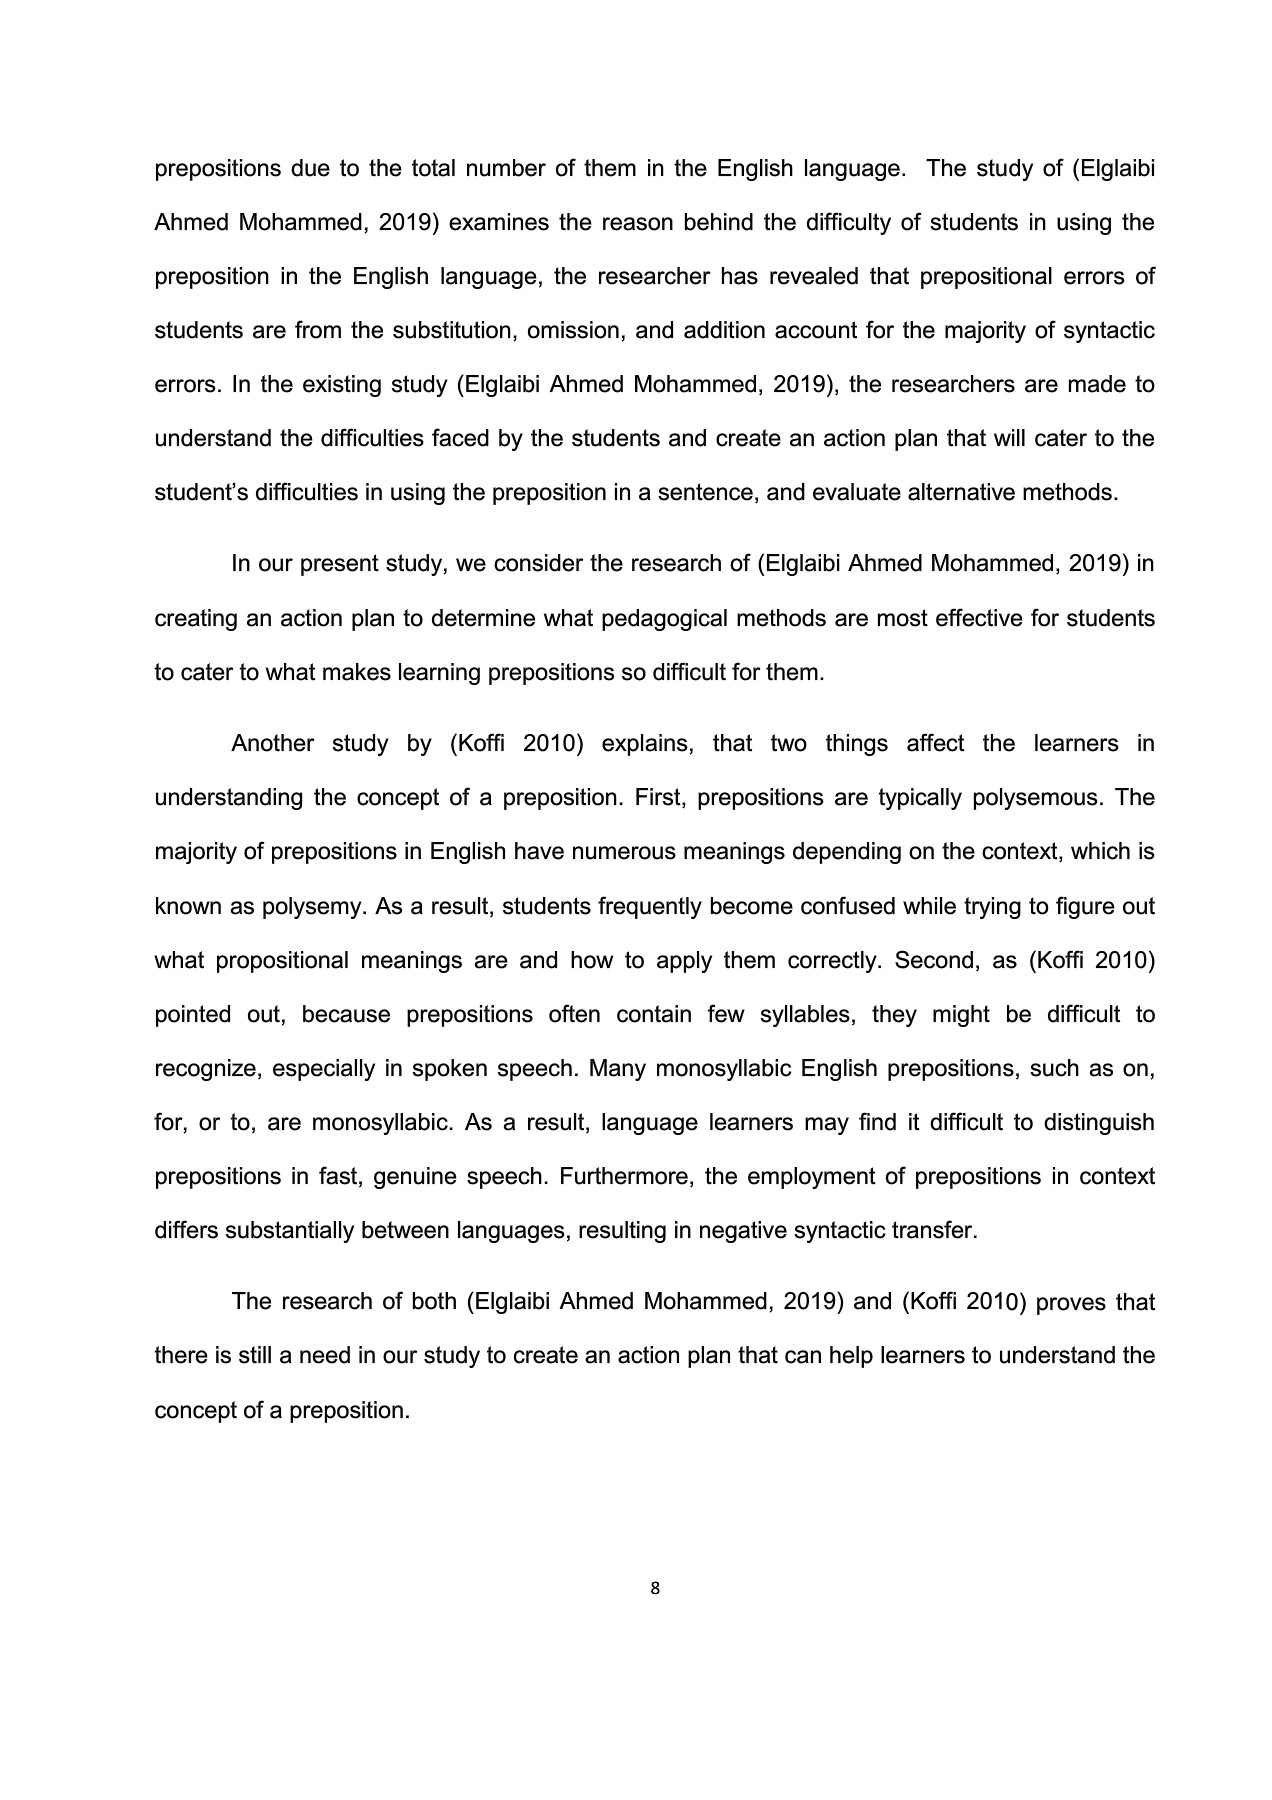 prepositions due to the total number of them in the English language.  The study of (Elglaibi
Ahmed Mohammed, 2019) examines the reason behind the difficulty of students in using the
preposition in the English language, the researcher has revealed that prepositional errors of
students are from the substitution, omission, and addition account for the majority of syntactic
errors. In the existing study (Elglaibi Ahmed Mohammed, 2019), the researchers are made to
understand the difficulties faced by the students and create an action plan that will cater to the
student’s difficulties in using the preposition in a sentence, and evaluate alternative methods.
In our present study, we consider the research of (Elglaibi Ahmed Mohammed, 2019) in
creating an action plan to determine what pedagogical methods are most effective for students
to cater to what makes learning prepositions so difficult for them.
Another study by (Koffi 2010) explains, that two things affect the learners in
understanding the concept of a preposition. First, prepositions are typically polysemous. The
majority of prepositions in English have numerous meanings depending on the context, which is
known as polysemy. As a result, students frequently become confused while trying to figure out
what propositional meanings are and how to apply them correctly. Second, as (Koffi 2010)
pointed out, because prepositions often contain few syllables, they might be difficult to
recognize, especially in spoken speech. Many monosyllabic English prepositions, such as on,
for, or to, are monosyllabic. As a result, language learners may find it difficult to distinguish
prepositions in fast, genuine speech. Furthermore, the employment of prepositions in context
differs substantially between languages, resulting in negative syntactic transfer.
The research of both (Elglaibi Ahmed Mohammed, 2019) and (Koffi 2010) proves that
there is still a need in our study to create an action plan that can help learners to understand the
concept of a preposition.
8